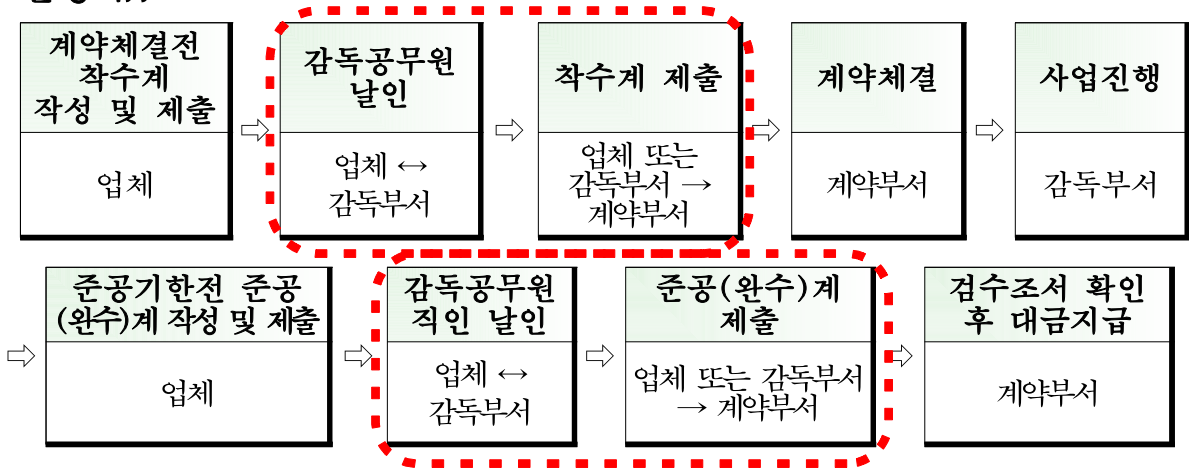 계약체결전
착수계
작성 및 제출
업체
감독공무원
날인
업체 ↔
감독부서
착수계 제출
업체 또는
감독부서 →
계약부서
계약체결
계약부서
사업진행
감독부서
준공기한전 준공
(완수)계 작성 및 제출
업체
감독공무원
직인 날인
업체 ↔
감독부서
준공(완수)계
제출
업체 또는 감독부서
→ 계약부서
검수조서 확인
후 대금지급
계약부서